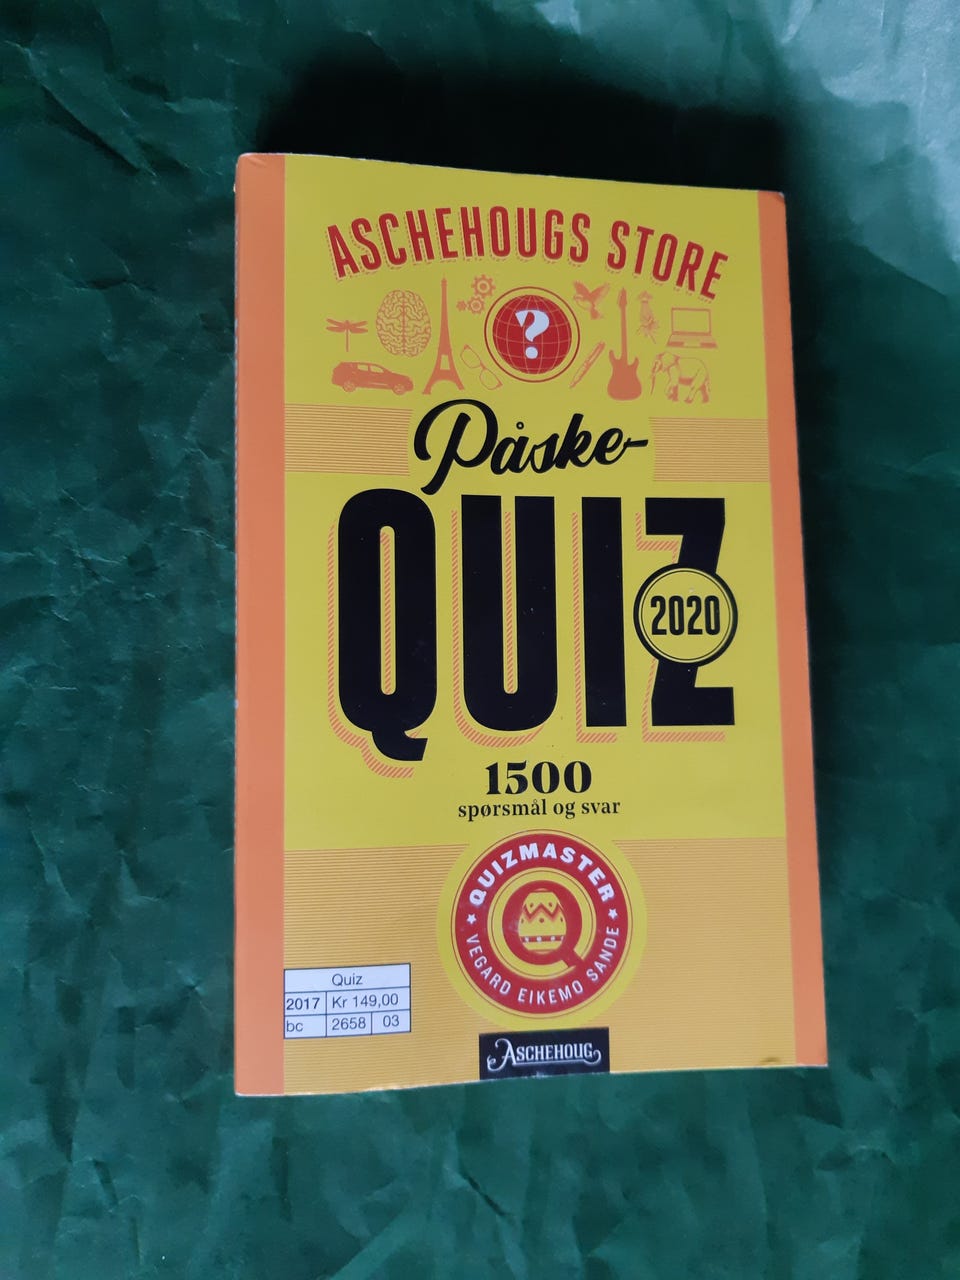 ASCHEHOUGS STORE
?
Påske-
QUIZ
2020
1500
spørsmål og svar
QUIZMASTER
VEGARD EIKEMO SANDE
Quiz
2017 Kr 149,00
bc 2658 03
ASCHEHOUG